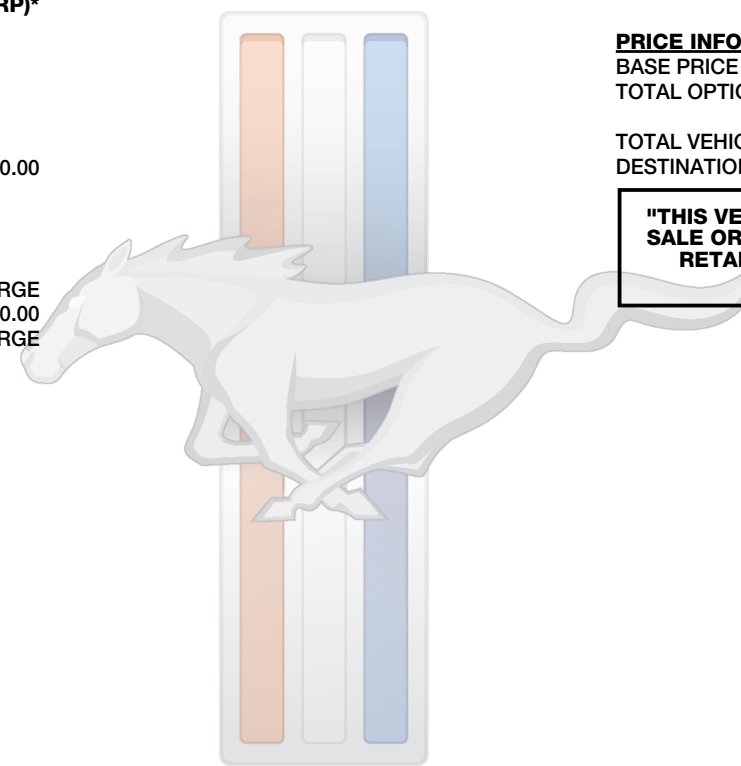 RP)*
0.00
RGE
0.00
RGE
PRICE INFO
BASE PRICE
TOTAL OPTIO
TOTAL VEHIC
DESTINATION
"THIS VE
SALE OR
RETAI